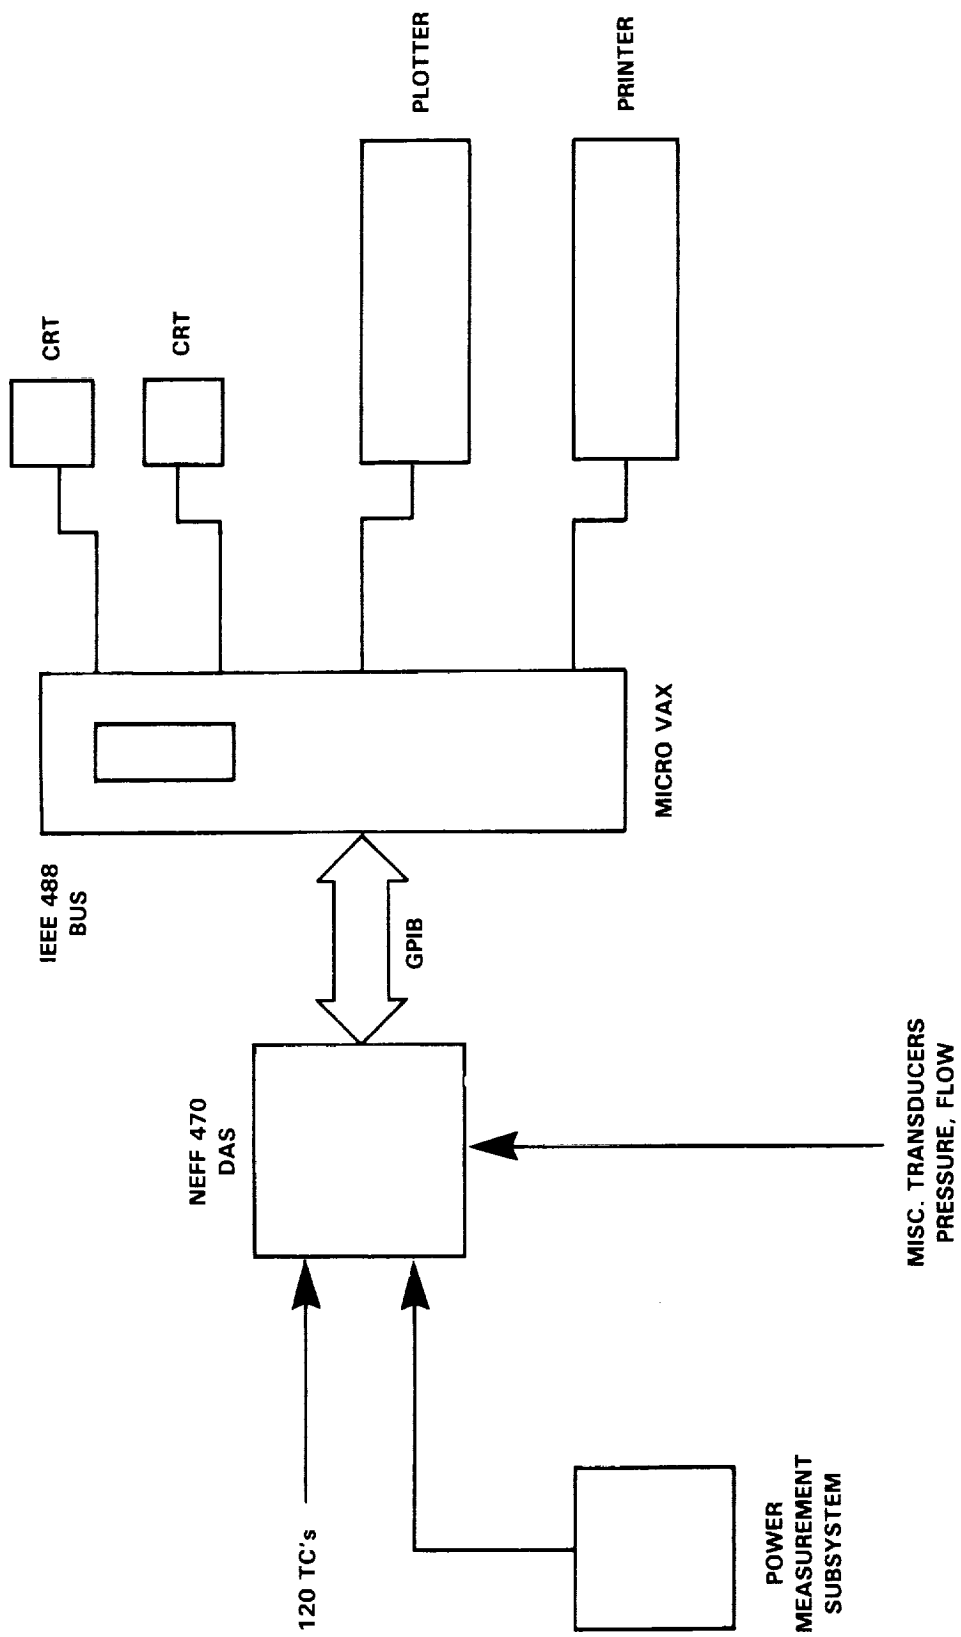 120 TC's
POWER
MEASUREMENT
SUBSYSTEM
NEFF 470
DAS
MISC. TRANSDUCERS
PRESSURE, FLOW
GPIB
IEEE 488
BUS
MICRO VAX
CRT
CRT
PLOTTER
PRINTER